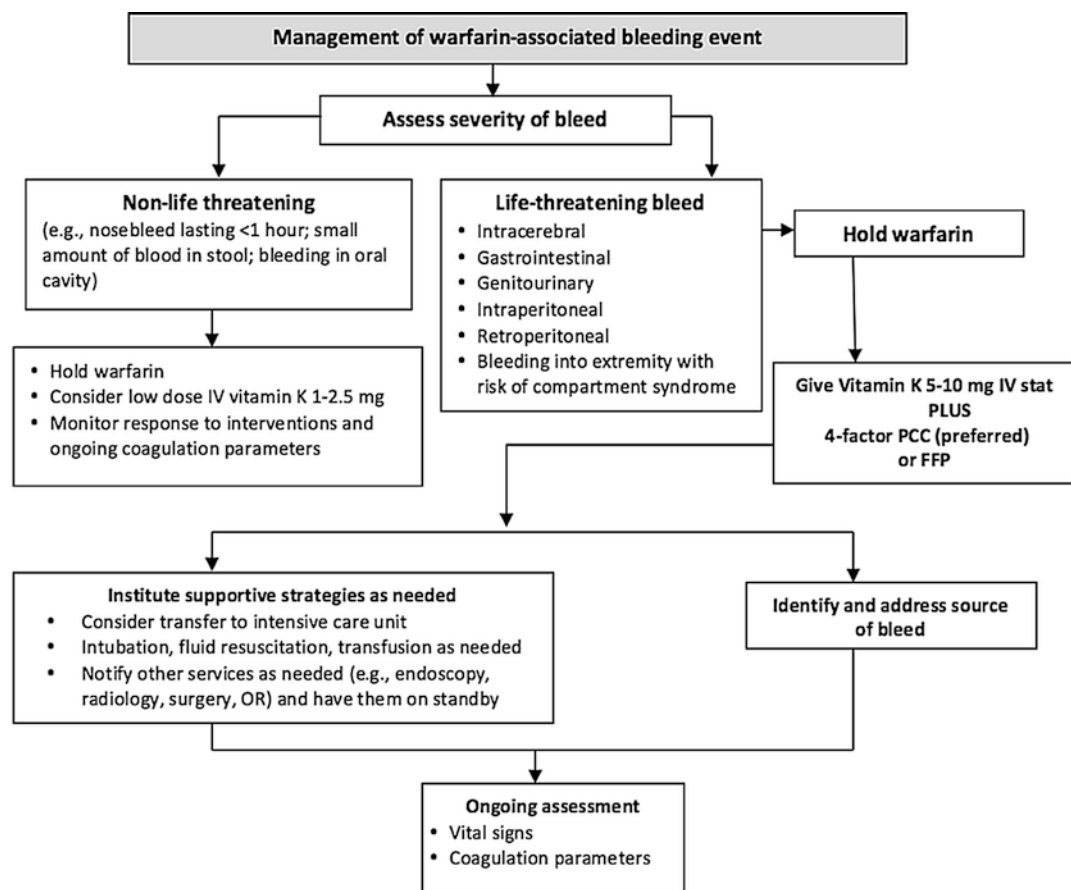 Management of warfarin-associated bleeding event
Assess severity of bleed
Non-life threatening
(e.g., nosebleed lasting <1 hour; small
amount of blood in stool; bleeding in oral
cavity)
• Hold warfarin
• Consider low dose IV vitamin K 1-2.5 mg
• Monitor response to interventions and
ongoing coagulation parameters
Life-threatening bleed
• Intracerebral
• Gastrointestinal
• Genitourinary
• Intraperitoneal
• Retroperitoneal
• Bleeding into extremity with
risk of compartment syndrome
Hold warfarin
Give Vitamin K 5-10 mg IV stat
PLUS
4-factor PCC (preferred)
or FFP
Institute supportive strategies as needed
• Consider transfer to intensive care unit
• Intubation, fluid resuscitation, transfusion as needed
• Notify other services as needed (e.g., endoscopy,
radiology, surgery, OR) and have them on standby
Identify and address source
of bleed
Ongoing assessment
• Vital signs
• Coagulation parameters